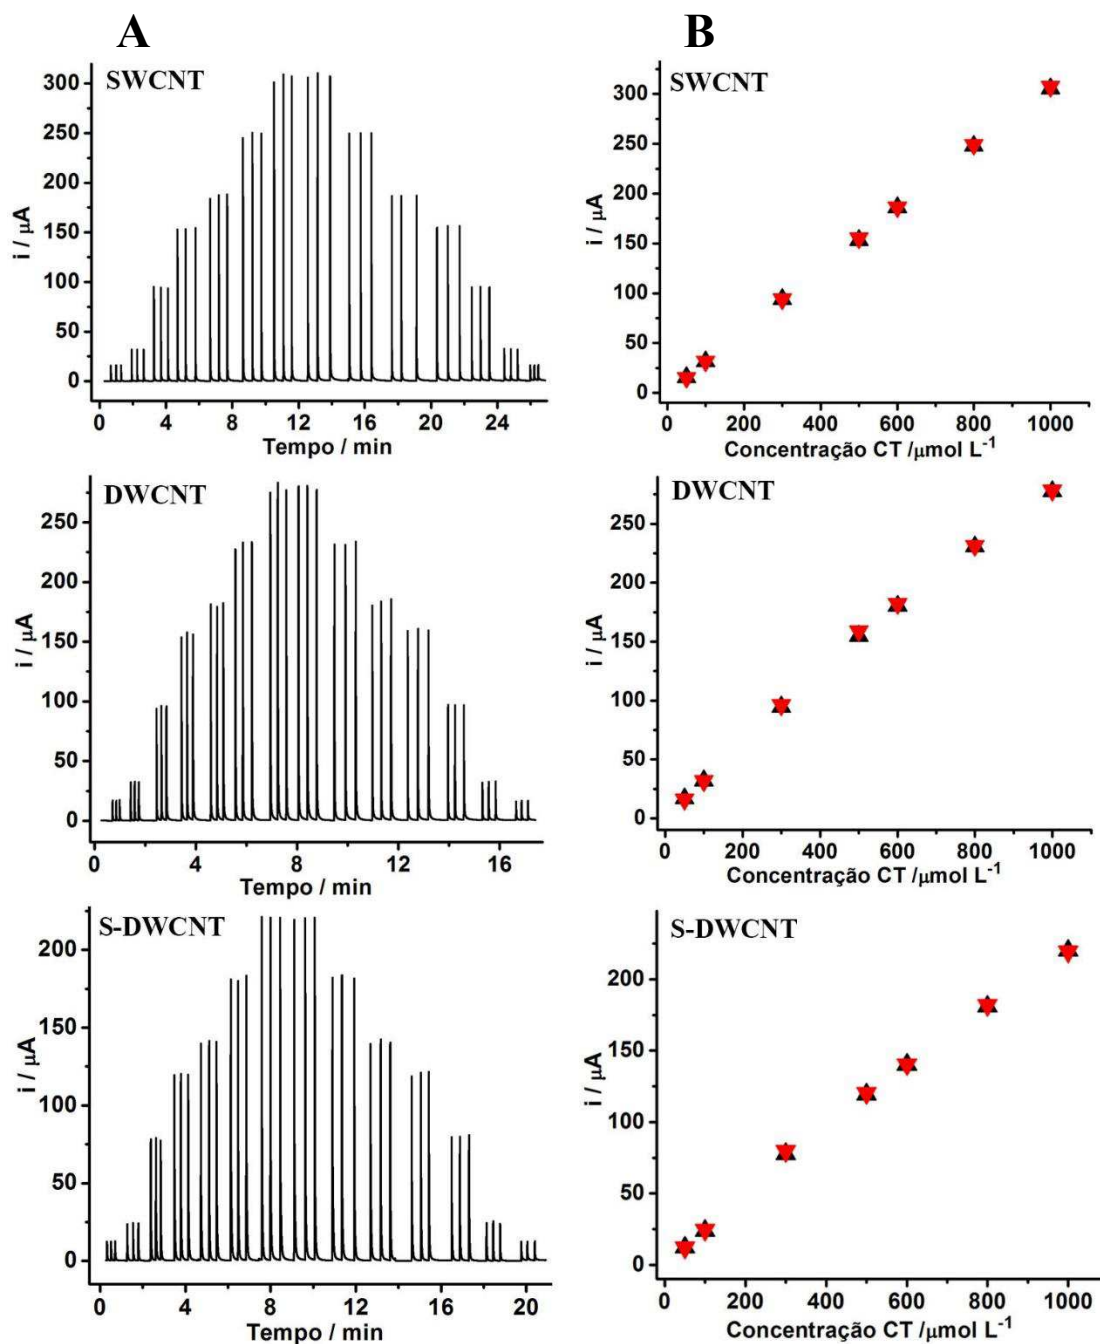 A
B
SWCNT
300
250
200
150
100
50
0
i / μA
0 4 8 12 16 20 24
Tempo / min
SWCNT
300
250
200
150
100
50
0
i / μA
0 200 400 600 800 1000
Concentração CT /μmol L⁻¹
DWCNT
250
200
150
100
50
0
i / μA
0 4 8 12 16
Tempo / min
DWCNT
250
200
150
100
50
0
i / μA
0 200 400 600 800 1000
Concentração CT /μmol L⁻¹
S-DWCNT
200
150
100
50
0
i / μA
0 4 8 12 16 20
Tempo / min
S-DWCNT
200
150
100
50
0
i / μA
0 200 400 600 800 1000
Concentração CT /μmol L⁻¹